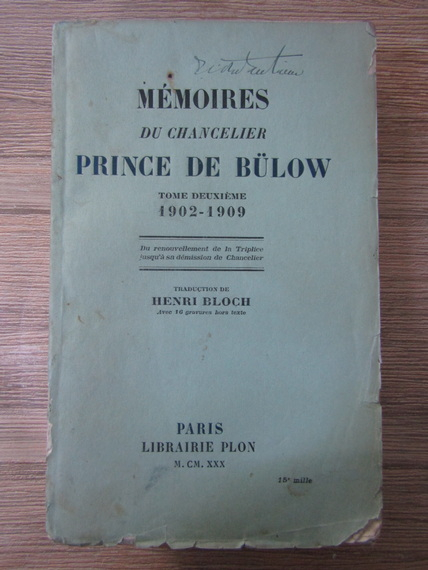 MÉMOIRES
DU CHANCELIER
PRINCE DE BÜLOW
TOME DEUXIÈME
1902-1909
Du renouvellement de la Triplice
jusqu'à sa démission de Chancelier
TRADUCTION DE
HENRI BLOCH
Avec 16 gravures hors texte
PARIS
LIBRAIRIE PLON
M. CM. XXX
15e mille